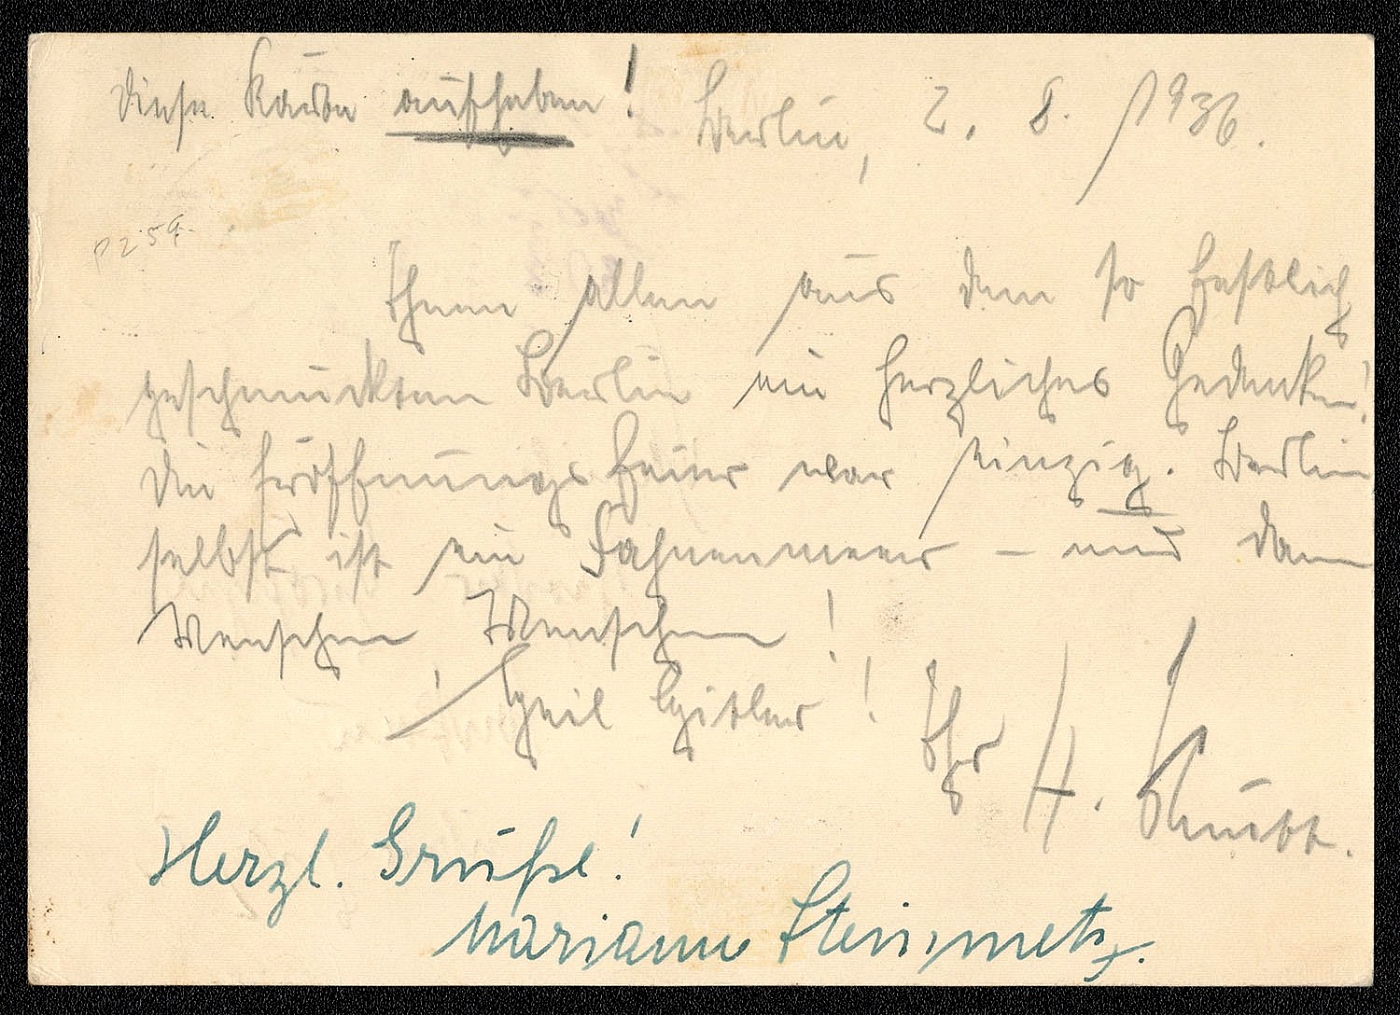 Diese Karte aufheben! Berlin, 2. 8. 1936.
P259
Ihnen allen aus dem so festlich
geschmückten Berlin ein herzliches Gedenken!
Die Eröffnungsfeier war einzig. Berlin
selbst ist ein Fahnenmeer – und dann
Menschen, Menschen!
Heil Hitler! Ihr H.
Herzl. Grüße!
Marianne Steinmetz.